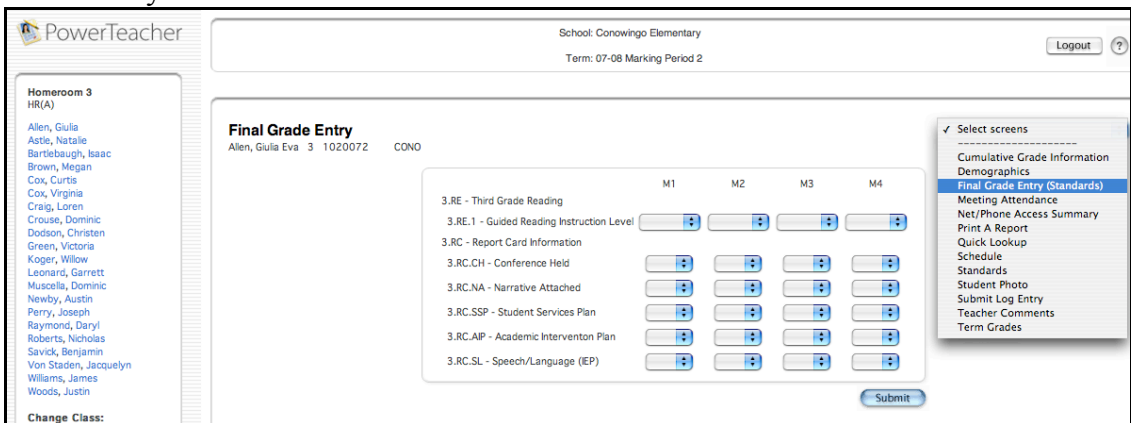 PowerTeacher
School: Conowingo Elementary
Term: 07-08 Marking Period 2
Logout
?
Homeroom 3
HR(A)
Allen, Giulia
Astle, Natalie
Bartlebaugh, Isaac
Brown, Megan
Cox, Curtis
Cox, Virginia
Craig, Loren
Crouse, Dominic
Dodson, Christen
Green, Victoria
Koger, Willow
Leonard, Garrett
Muscella, Dominic
Newby, Austin
Perry, Joseph
Raymond, Daryl
Roberts, Nicholas
Savick, Benjamin
Von Staden, Jacquelyn
Williams, James
Woods, Justin
Change Class:
Final Grade Entry
Allen, Giulia Eva 3 1020072 CONO
M1 M2 M3 M4
3.RE - Third Grade Reading
3.RE.1 - Guided Reading Instruction Level
3.RC - Report Card Information
3.RC.CH - Conference Held
3.RC.NA - Narrative Attached
3.RC.SSP - Student Services Plan
3.RC.AIP - Academic Interventon Plan
3.RC.SL - Speech/Language (IEP)
Submit
✓ Select screens
--------------------
Cumulative Grade Information
Demographics
Final Grade Entry (Standards)
Meeting Attendance
Net/Phone Access Summary
Print A Report
Quick Lookup
Schedule
Standards
Student Photo
Submit Log Entry
Teacher Comments
Term Grades